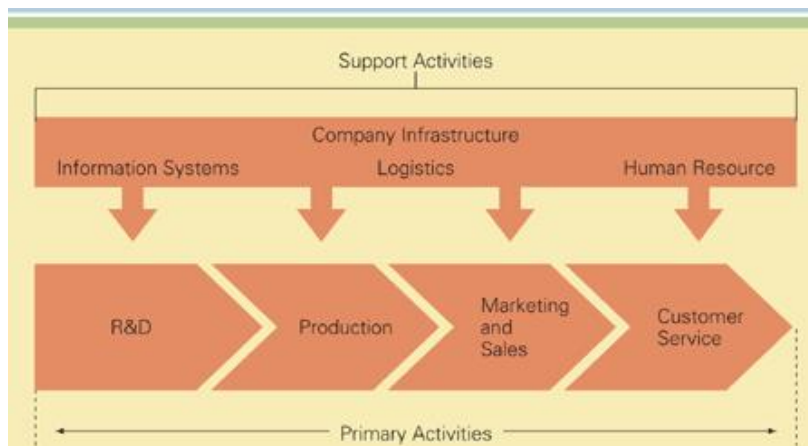 Support Activities
Company Infrastructure
Information Systems Logistics Human Resource
R&D
Production
Marketing
and
Sales
Customer
Service
Primary Activities